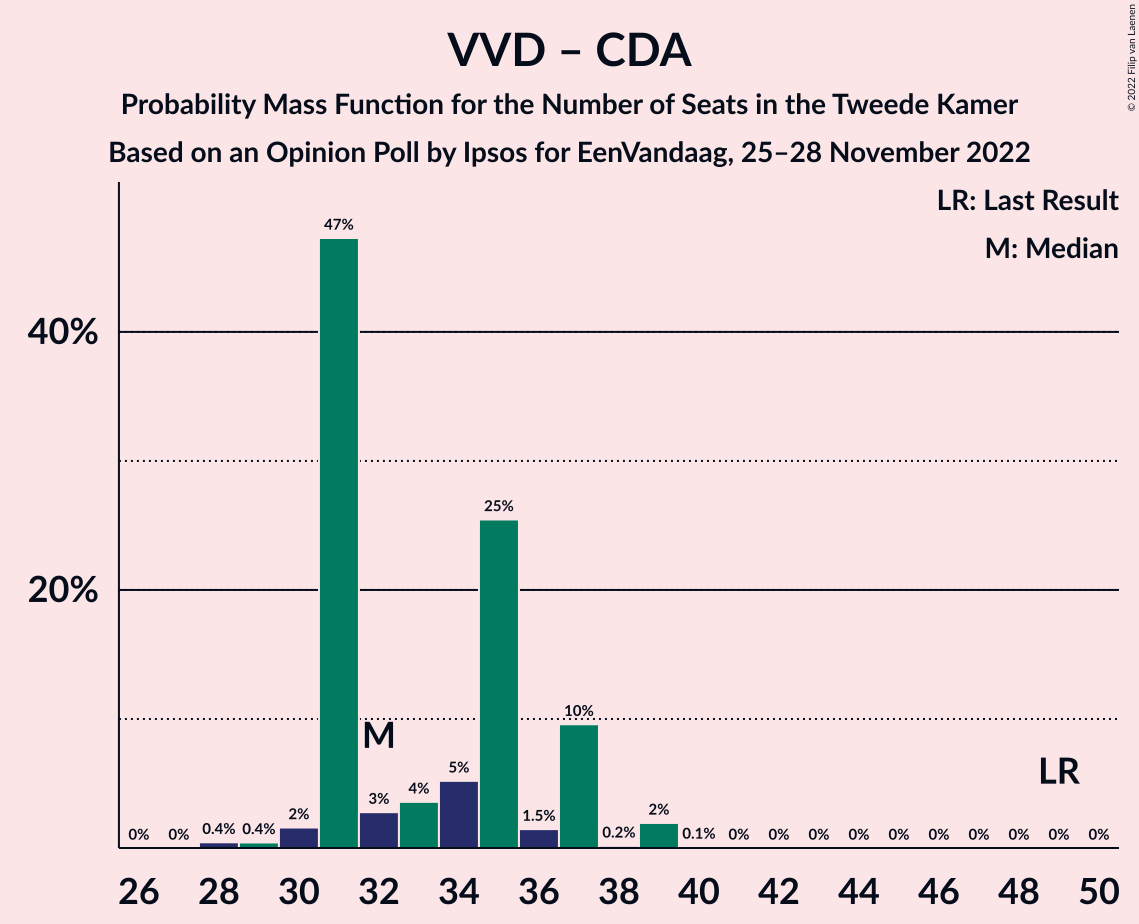 VVD – CDA
Probability Mass Function for the Number of Seats in the Tweede Kamer
Based on an Opinion Poll by Ipsos for EenVandaag, 25–28 November 2022
© 2022 Filip van Laenen
LR: Last Result
M: Median
40%
20%
0% 0% 0.4% 0.4% 2% 47% 3% 4% 5% 25% 1.5% 10% 0.2% 2% 0.1% 0% 0% 0% 0% 0% 0% 0% 0% 0% 0%
M
LR
26 28 30 32 34 36 38 40 42 44 46 48 50